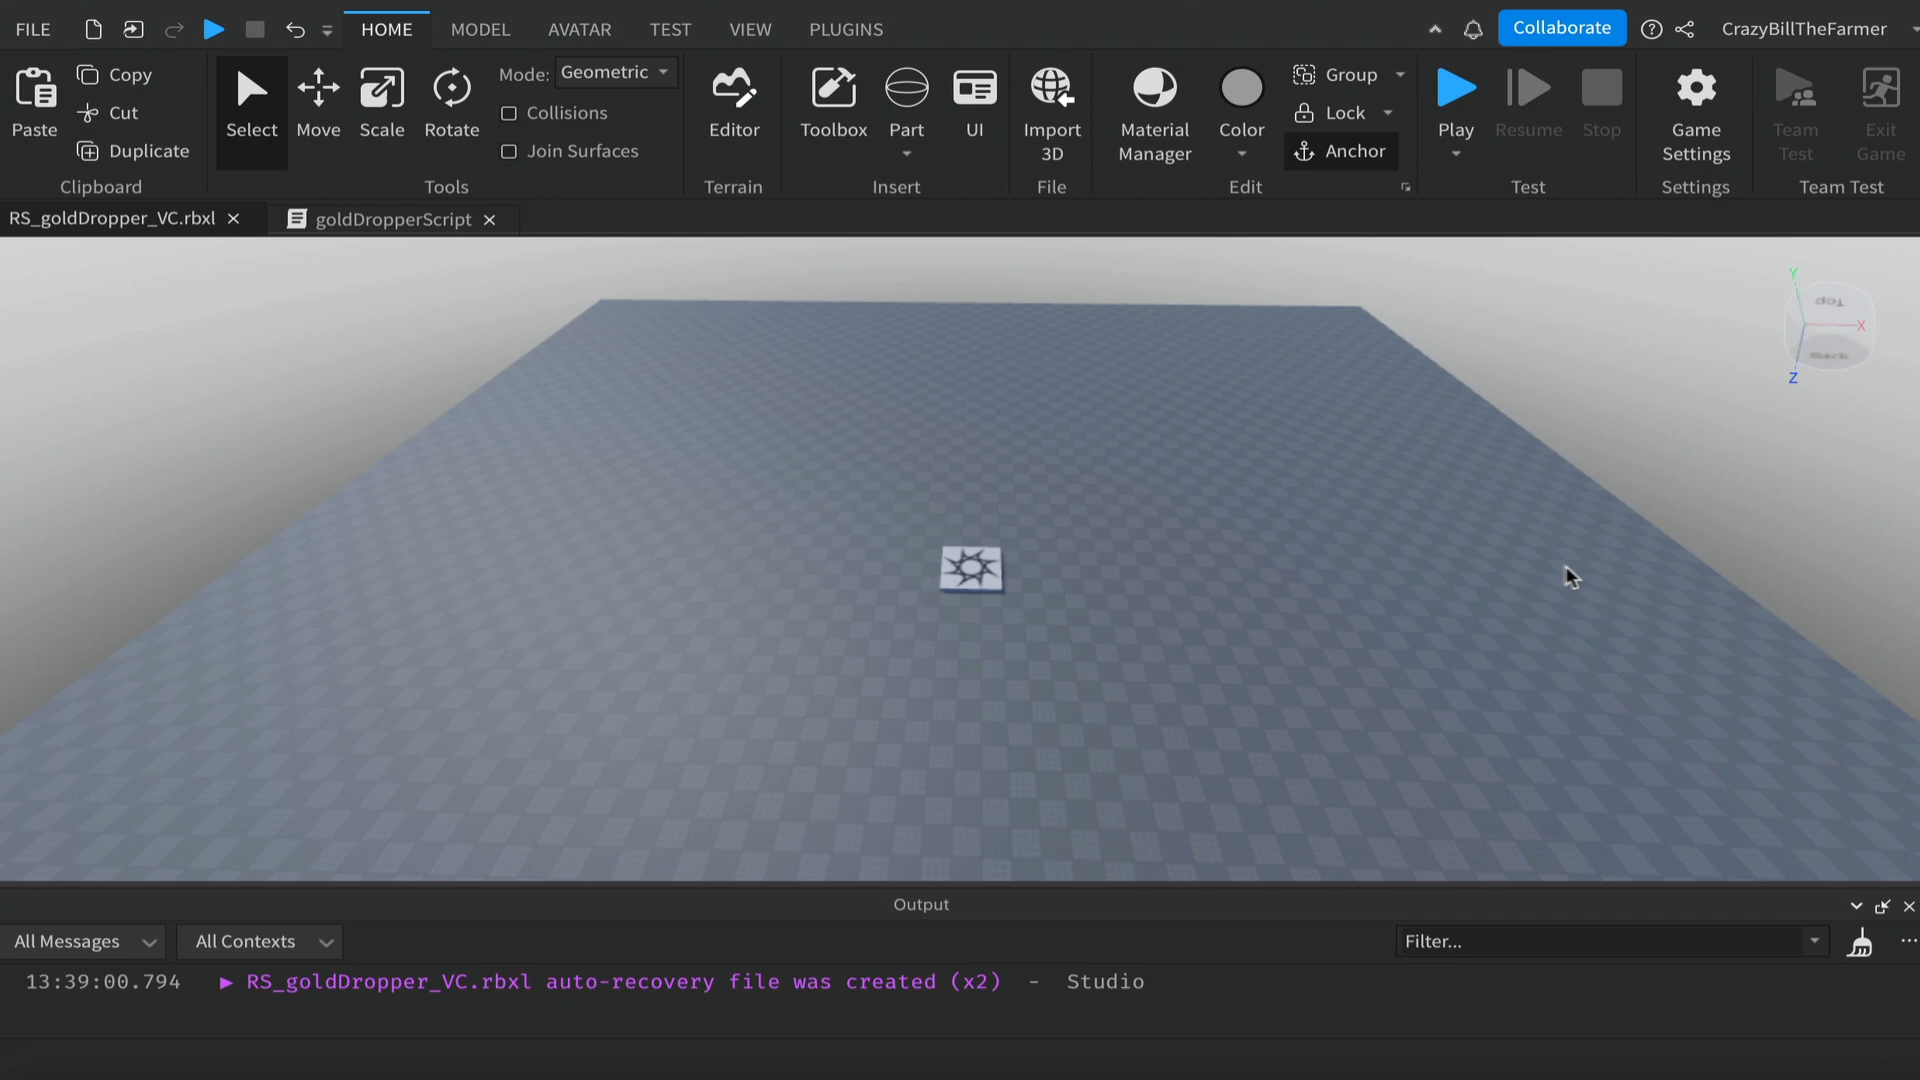 FILE
HOME
MODEL
AVATAR
TEST
VIEW
PLUGINS
Collaborate
CrazyBillTheFarmer
Paste
Copy
Cut
Duplicate
Clipboard
Select
Move
Scale
Rotate
Mode: Geometric
Collisions
Join Surfaces
Tools
Editor
Terrain
Toolbox
Part
UI
Insert
Import
3D
File
Material
Manager
Color
Group
Lock
Anchor
Edit
Play
Resume
Stop
Test
Game
Settings
Settings
Team
Test
Exit
Game
Team Test
RS_goldDropper_VC.rbxl
goldDropperScript
Y
Top
X
Back
Z
Output
All Messages
All Contexts
Filter...
13:39:00.794 ▶ RS_goldDropper_VC.rbxl auto-recovery file was created (x2) - Studio